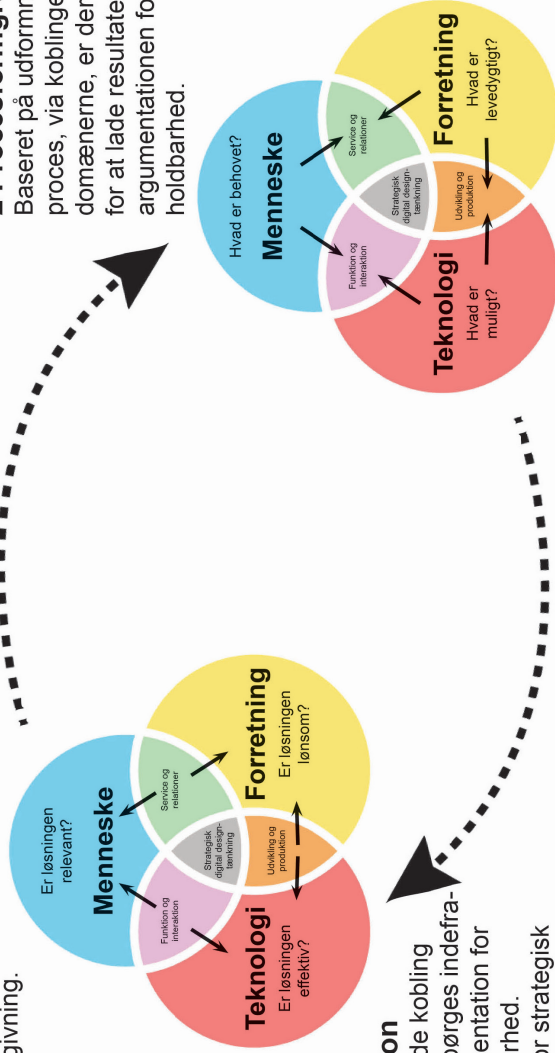 givning.
Er løsningen
relevant?
Menneske
Funktion og
interaktion
Service og
relationer
Strategisk
digital design-
tænkning
Teknologi
Er løsningen
effektiv?
Forretning
Er løsningen
lønsom?
Udvikling og
produktion
Baseret på udformn
proces, via koblinge
domænerne, er der
for at lade resultate
argumentationen fo
holdbarhed.
Hvad er behovet?
Menneske
Funktion og
interaktion
Service og
relationer
Strategisk
digital design-
tænkning
Teknologi
Hvad er
muligt?
Forretning
Hvad er
levedygtigt?
Udvikling og
produktion
on
de kobling
ørges indefra-
entation for
rhed.
or strategisk